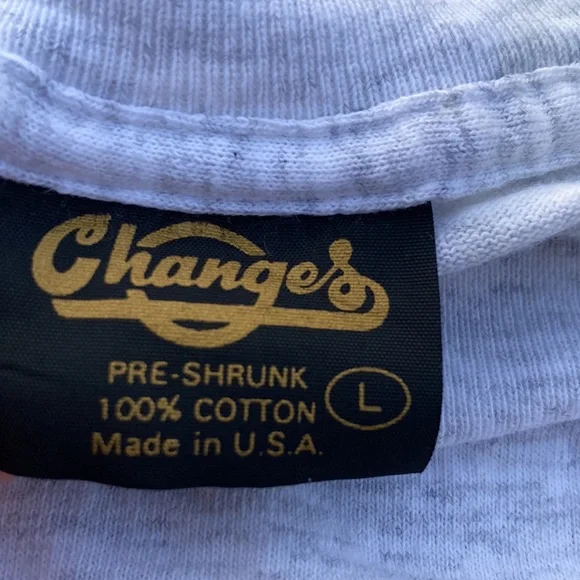 Changes
PRE-SHRUNK
100% COTTON
L
Made in U.S.A.